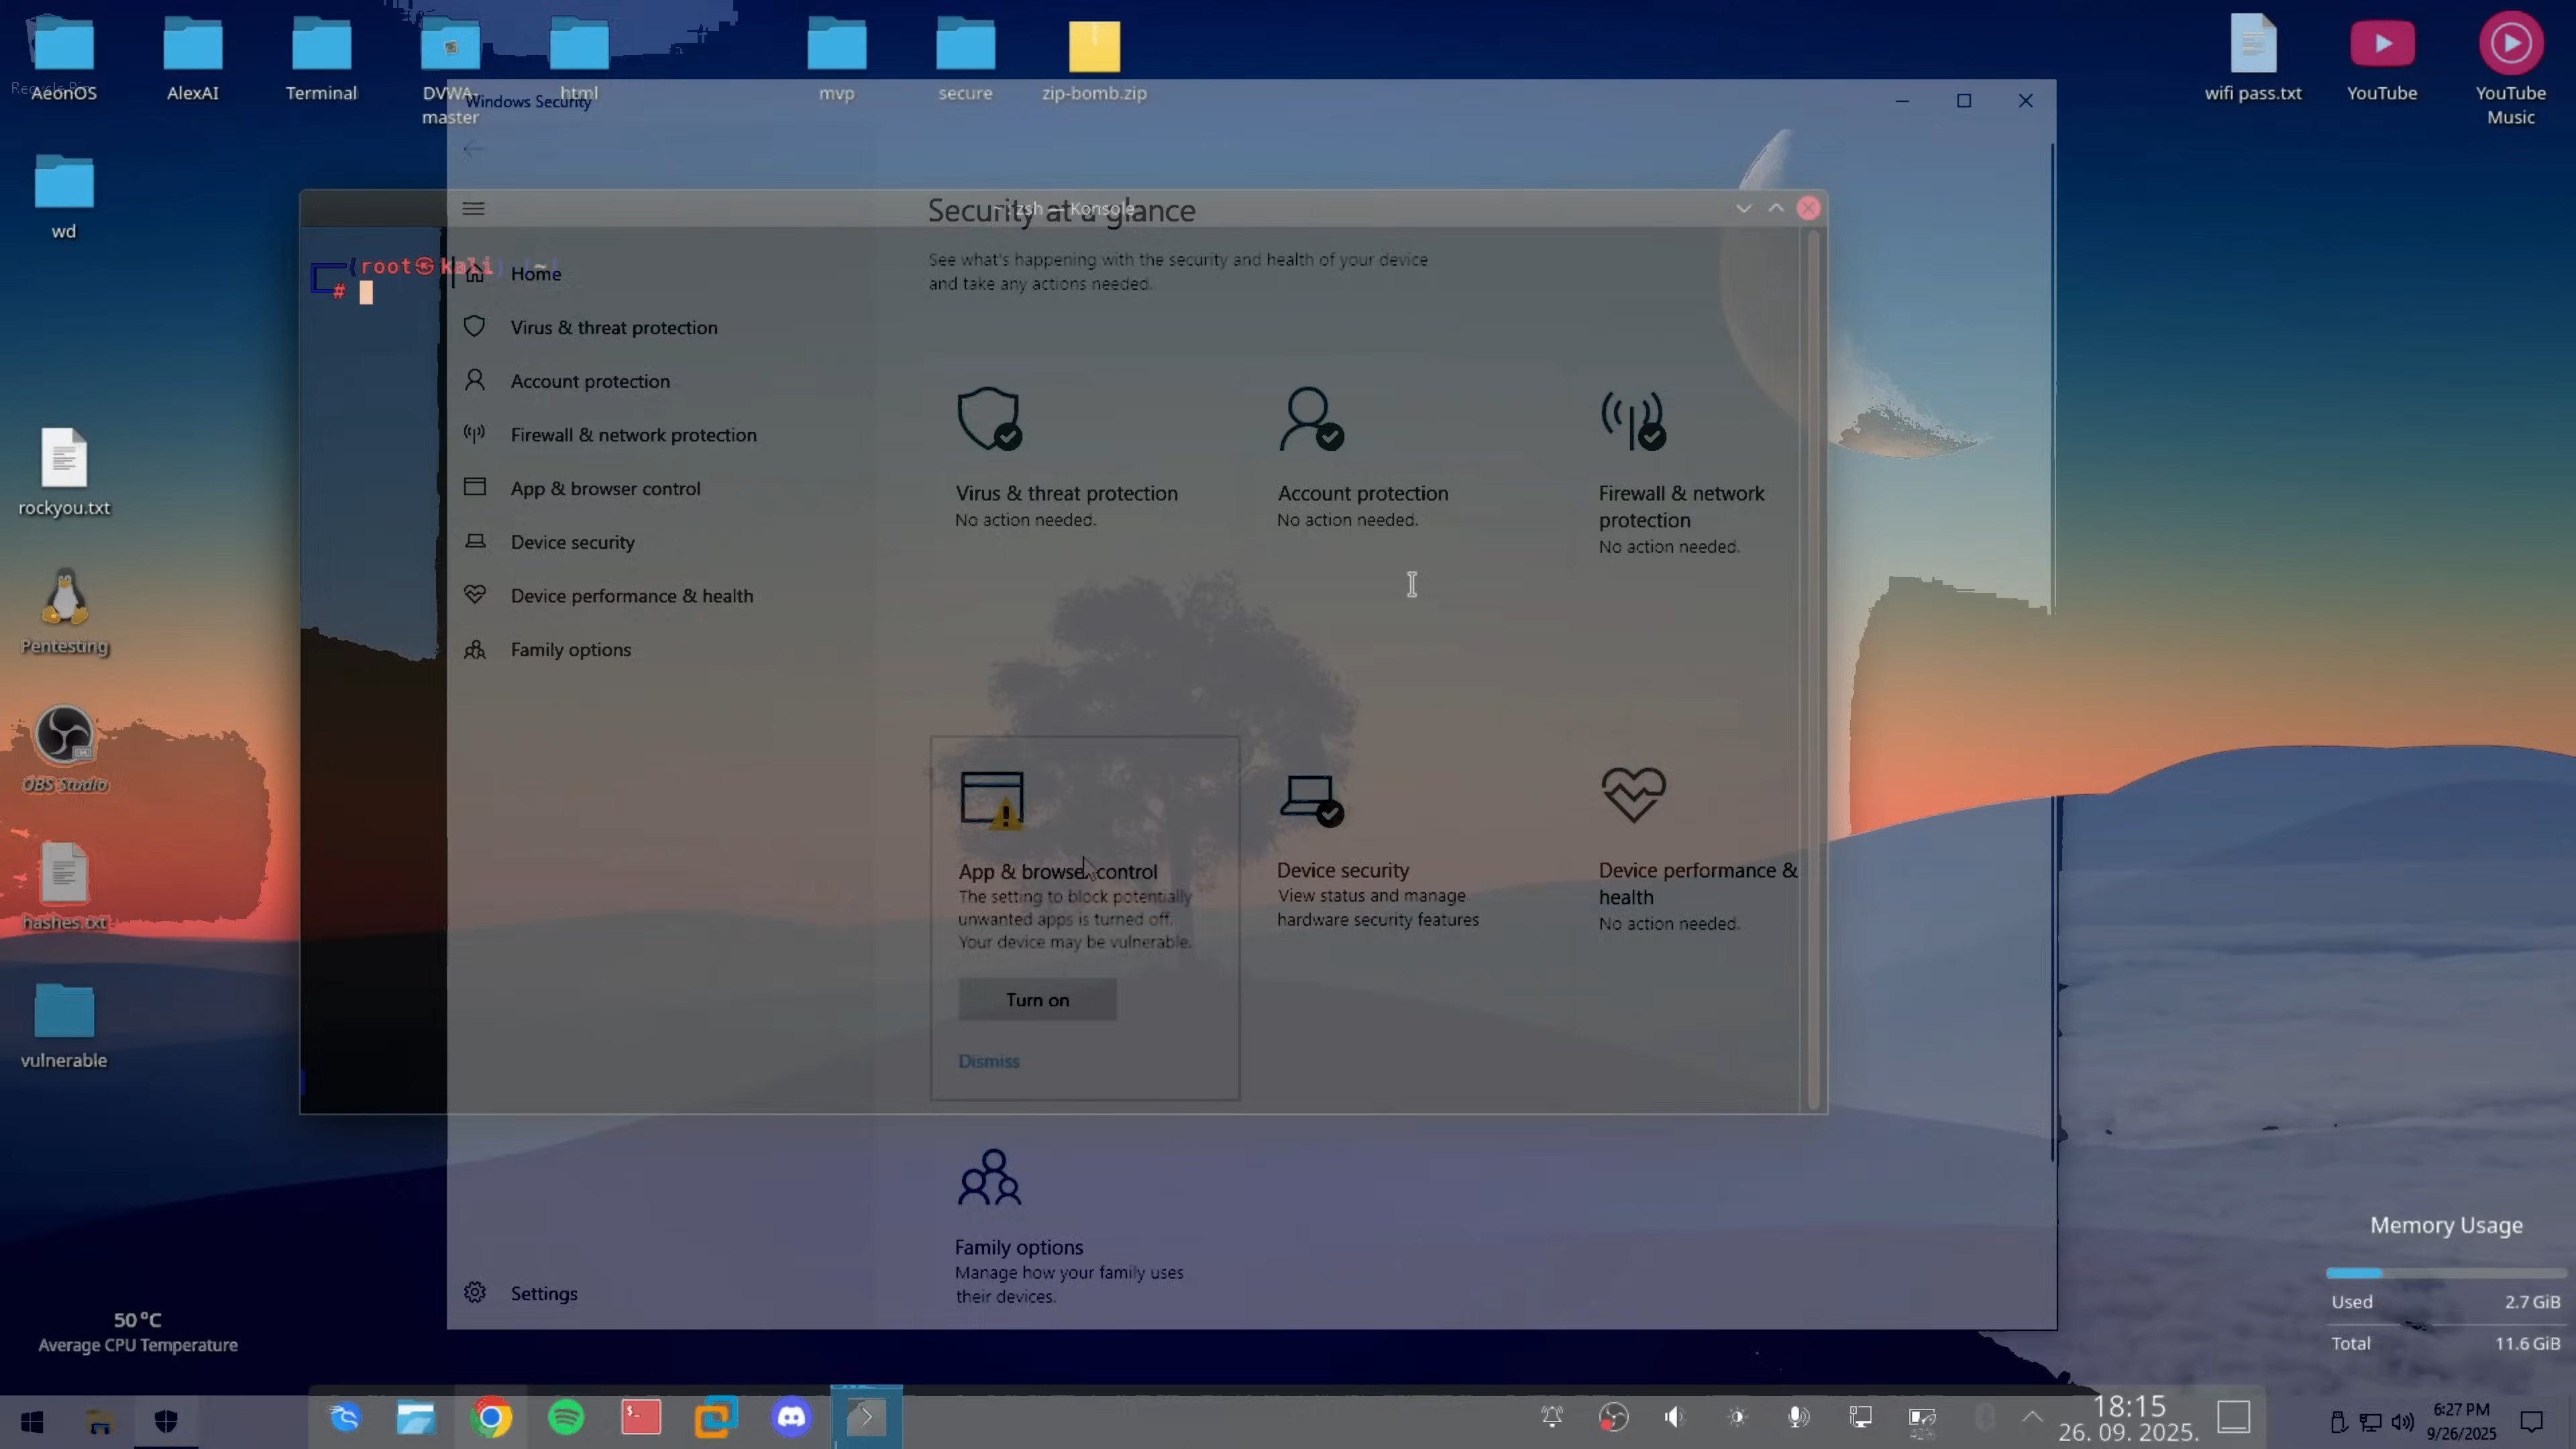 Recycle Bin
AeonOS
AlexAI
Terminal
DVWA-
master
html
mvp
secure
zip-bomb.zip
wifi pass.txt
YouTube
YouTube
Music
Windows Security
wd
~ : zsh — Konsole
Security at a glance
See what's happening with the security and health of your device
and take any actions needed.
(root㉿kali)-[~]
#
Home
Virus & threat protection
Account protection
Firewall & network protection
App & browser control
Device security
Device performance & health
Family options
Virus & threat protection
No action needed.
Account protection
No action needed.
Firewall & network
protection
No action needed.
App & browser control
The setting to block potentially
unwanted apps is turned off.
Your device may be vulnerable.
Turn on
Dismiss
Device security
View status and manage
hardware security features
Device performance &
health
No action needed.
Family options
Manage how your family uses
their devices.
Settings
rockyou.txt
Pentesting
OBS Studio
hashes.txt
vulnerable
50 °C
Average CPU Temperature
Memory Usage
Used 2.7 GiB
Total 11.6 GiB
18:15
26. 09. 2025.
6:27 PM
9/26/2025